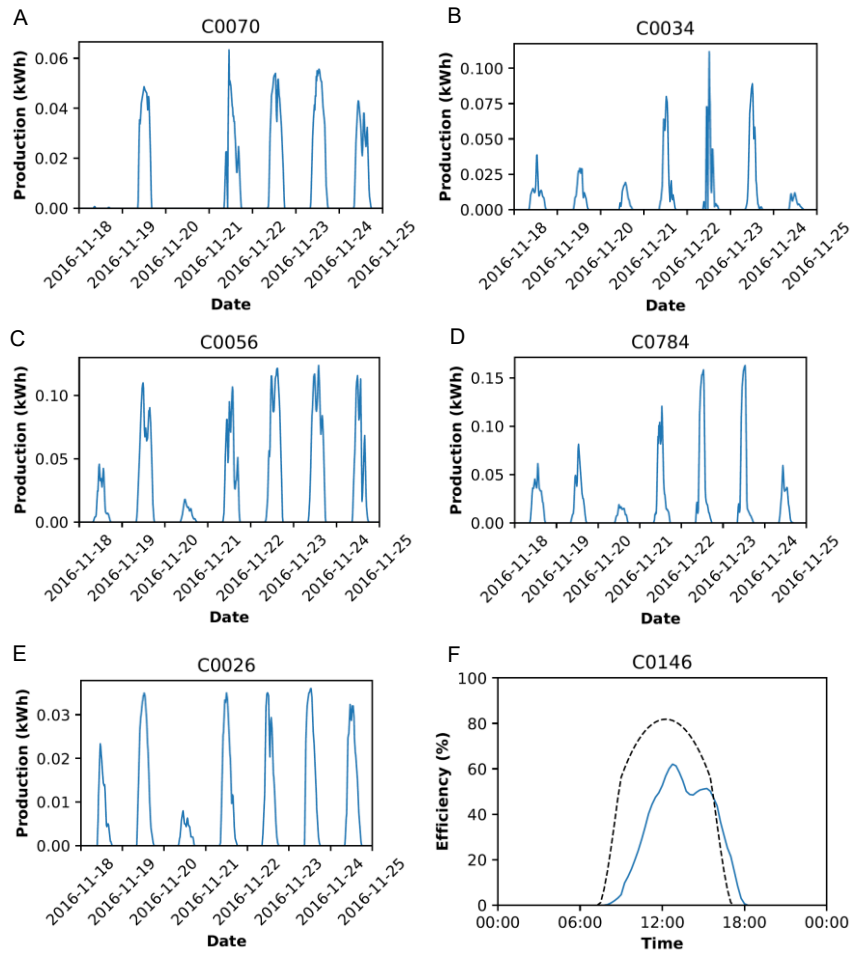 A
C0070
Production (kWh)
0.06
0.04
0.02
0.00
2016-11-18
2016-11-19
2016-11-20
2016-11-21
2016-11-22
2016-11-23
2016-11-24
2016-11-25
Date
B
C0034
Production (kWh)
0.100
0.075
0.050
0.025
0.000
2016-11-18
2016-11-19
2016-11-20
2016-11-21
2016-11-22
2016-11-23
2016-11-24
2016-11-25
Date
C
C0056
Production (kWh)
0.10
0.05
0.00
2016-11-18
2016-11-19
2016-11-20
2016-11-21
2016-11-22
2016-11-23
2016-11-24
2016-11-25
Date
D
C0784
Production (kWh)
0.15
0.10
0.05
0.00
2016-11-18
2016-11-19
2016-11-20
2016-11-21
2016-11-22
2016-11-23
2016-11-24
2016-11-25
Date
E
C0026
Production (kWh)
0.03
0.02
0.01
0.00
2016-11-18
2016-11-19
2016-11-20
2016-11-21
2016-11-22
2016-11-23
2016-11-24
2016-11-25
Date
F
C0146
Efficiency (%)
100
80
60
40
20
0
00:00
06:00
12:00
18:00
00:00
Time